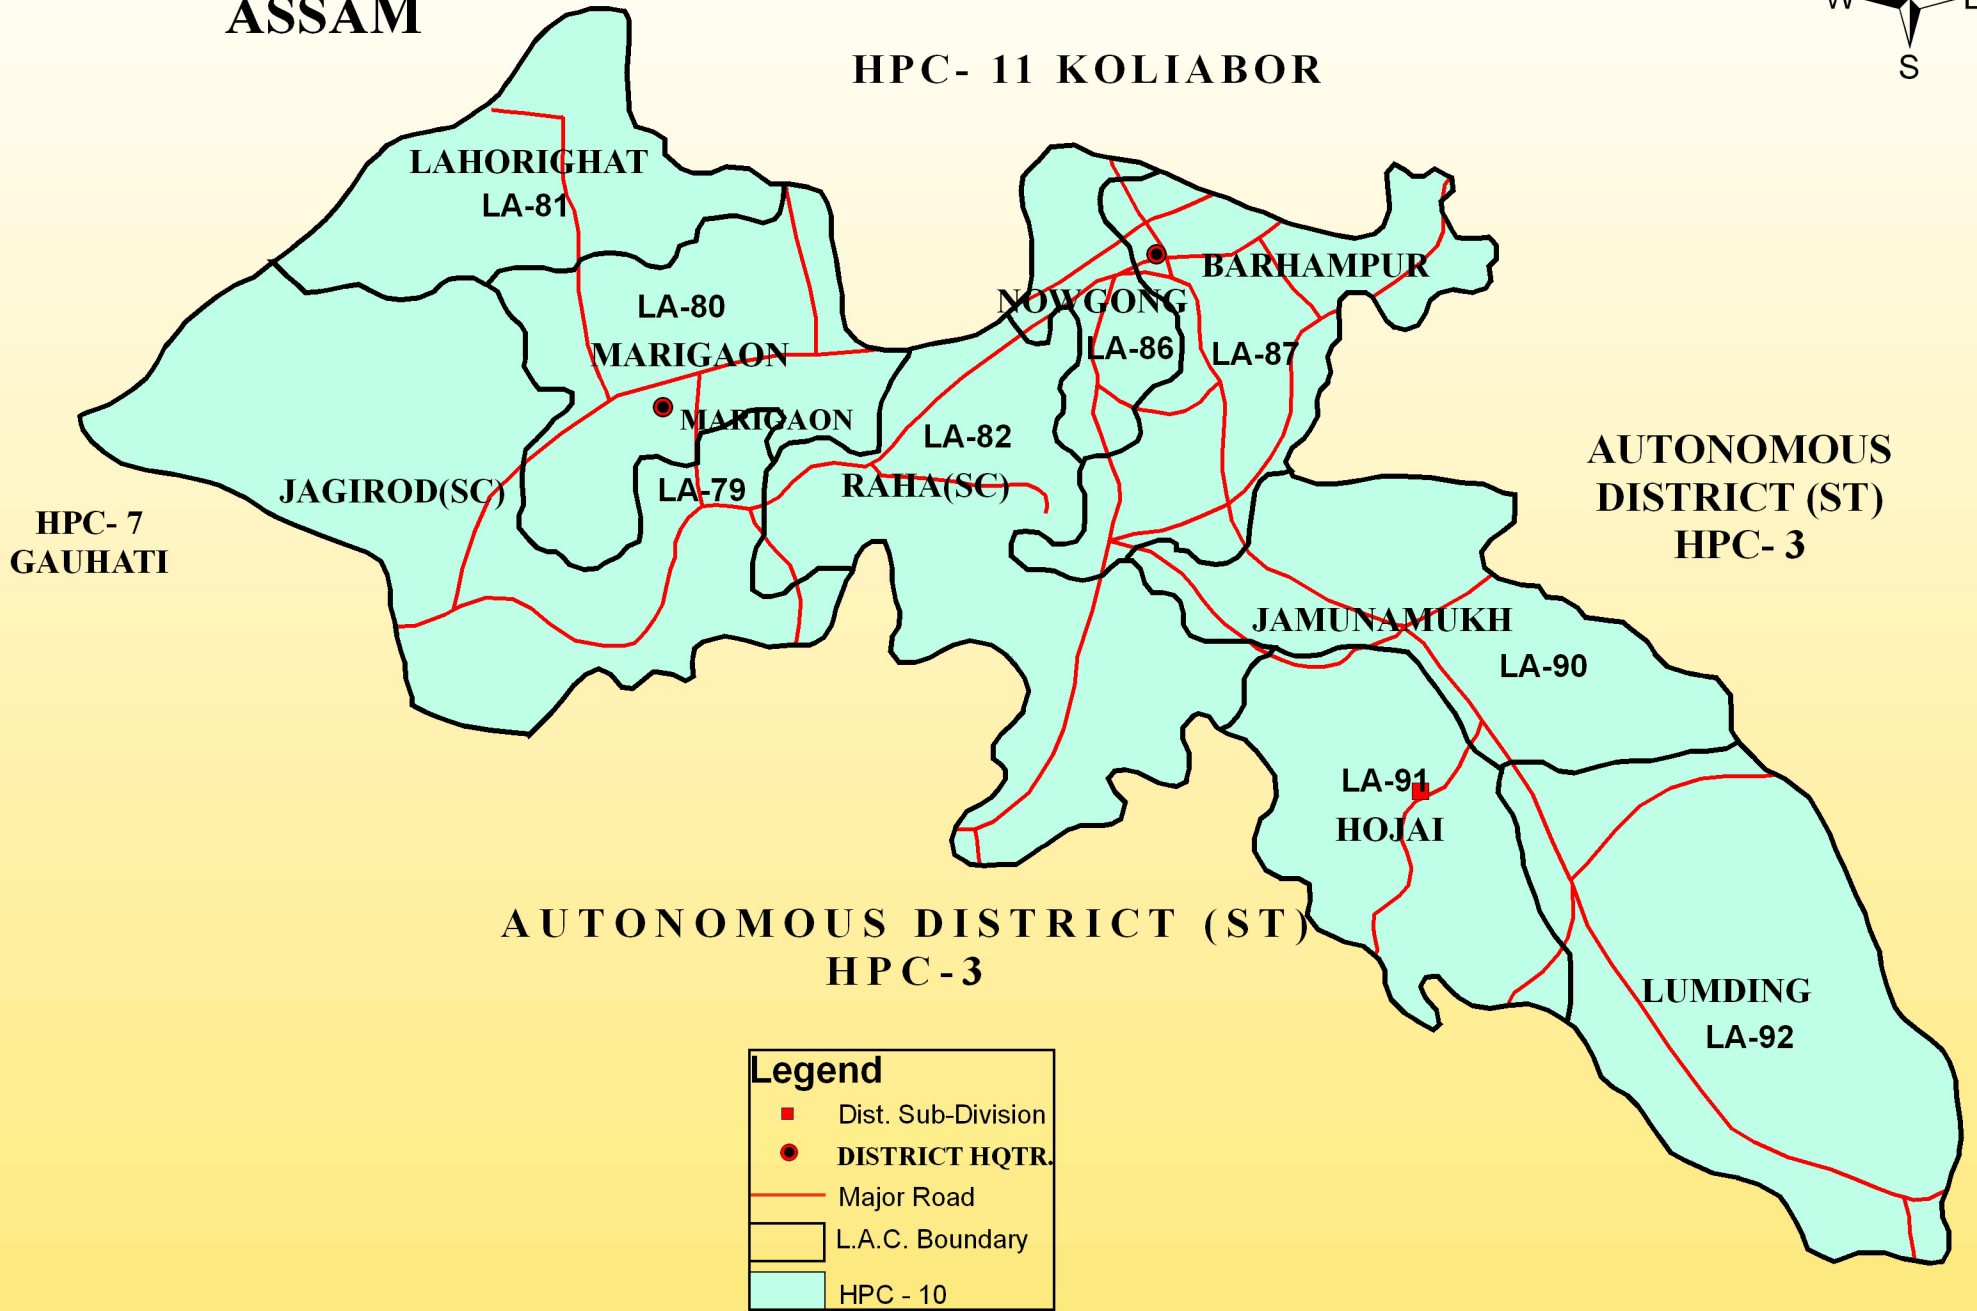 ASSAM
W
E
S
HPC- 11 KOLIABOR
LAHORIGHAT
LA-81
LA-80
MARIGAON
MARIGAON
JAGIROD(SC)
LA-79
LA-82
RAHA(SC)
NOWGONG
LA-86
BARHAMPUR
LA-87
HPC- 7
GAUHATI
AUTONOMOUS
DISTRICT (ST)
HPC- 3
JAMUNAMUKH
LA-90
LA-91
HOJAI
AUTONOMOUS DISTRICT (ST)
HPC-3
LUMDING
LA-92
Legend
Dist. Sub-Division
DISTRICT HQTR.
Major Road
L.A.C. Boundary
HPC - 10